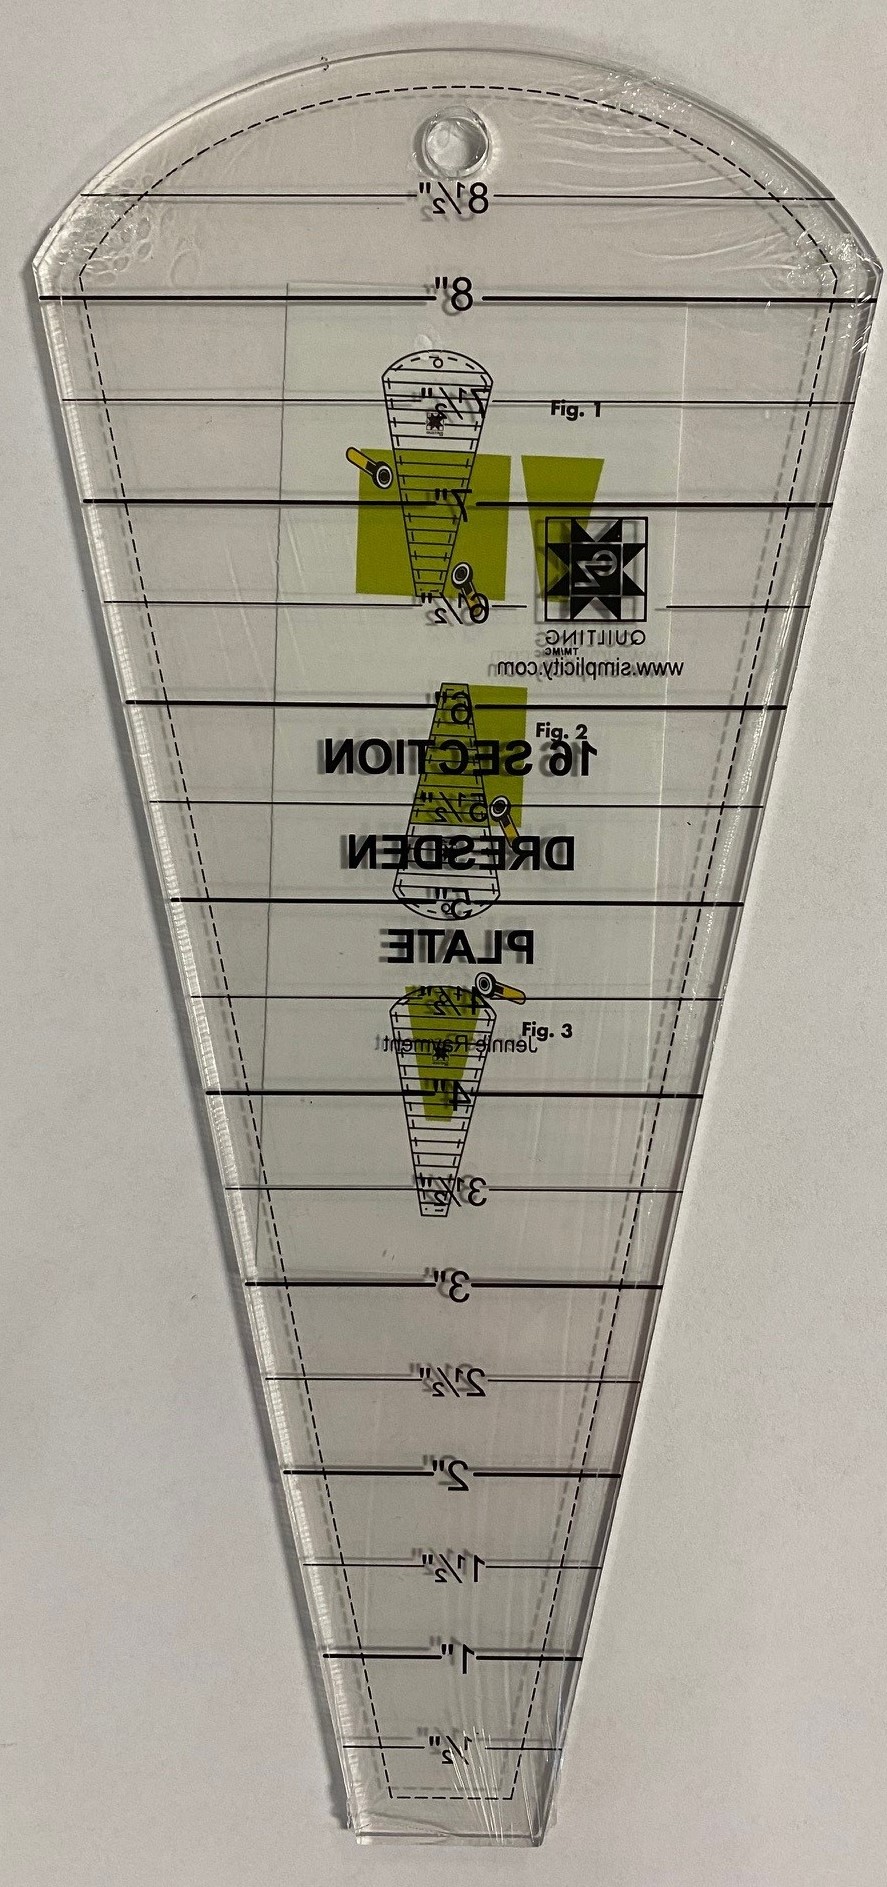 8½"
8"
7½"
Fig. 1
7"
6½"
EZ
QUILTING
TM/MC
www.simplicity.com
6"
Fig. 2
16 SECTION
5½"
DRESDEN
5"
PLATE
4½"
Fig. 3
Jennie Rayment
4"
3½"
3"
2½"
2"
1½"
1"
½"